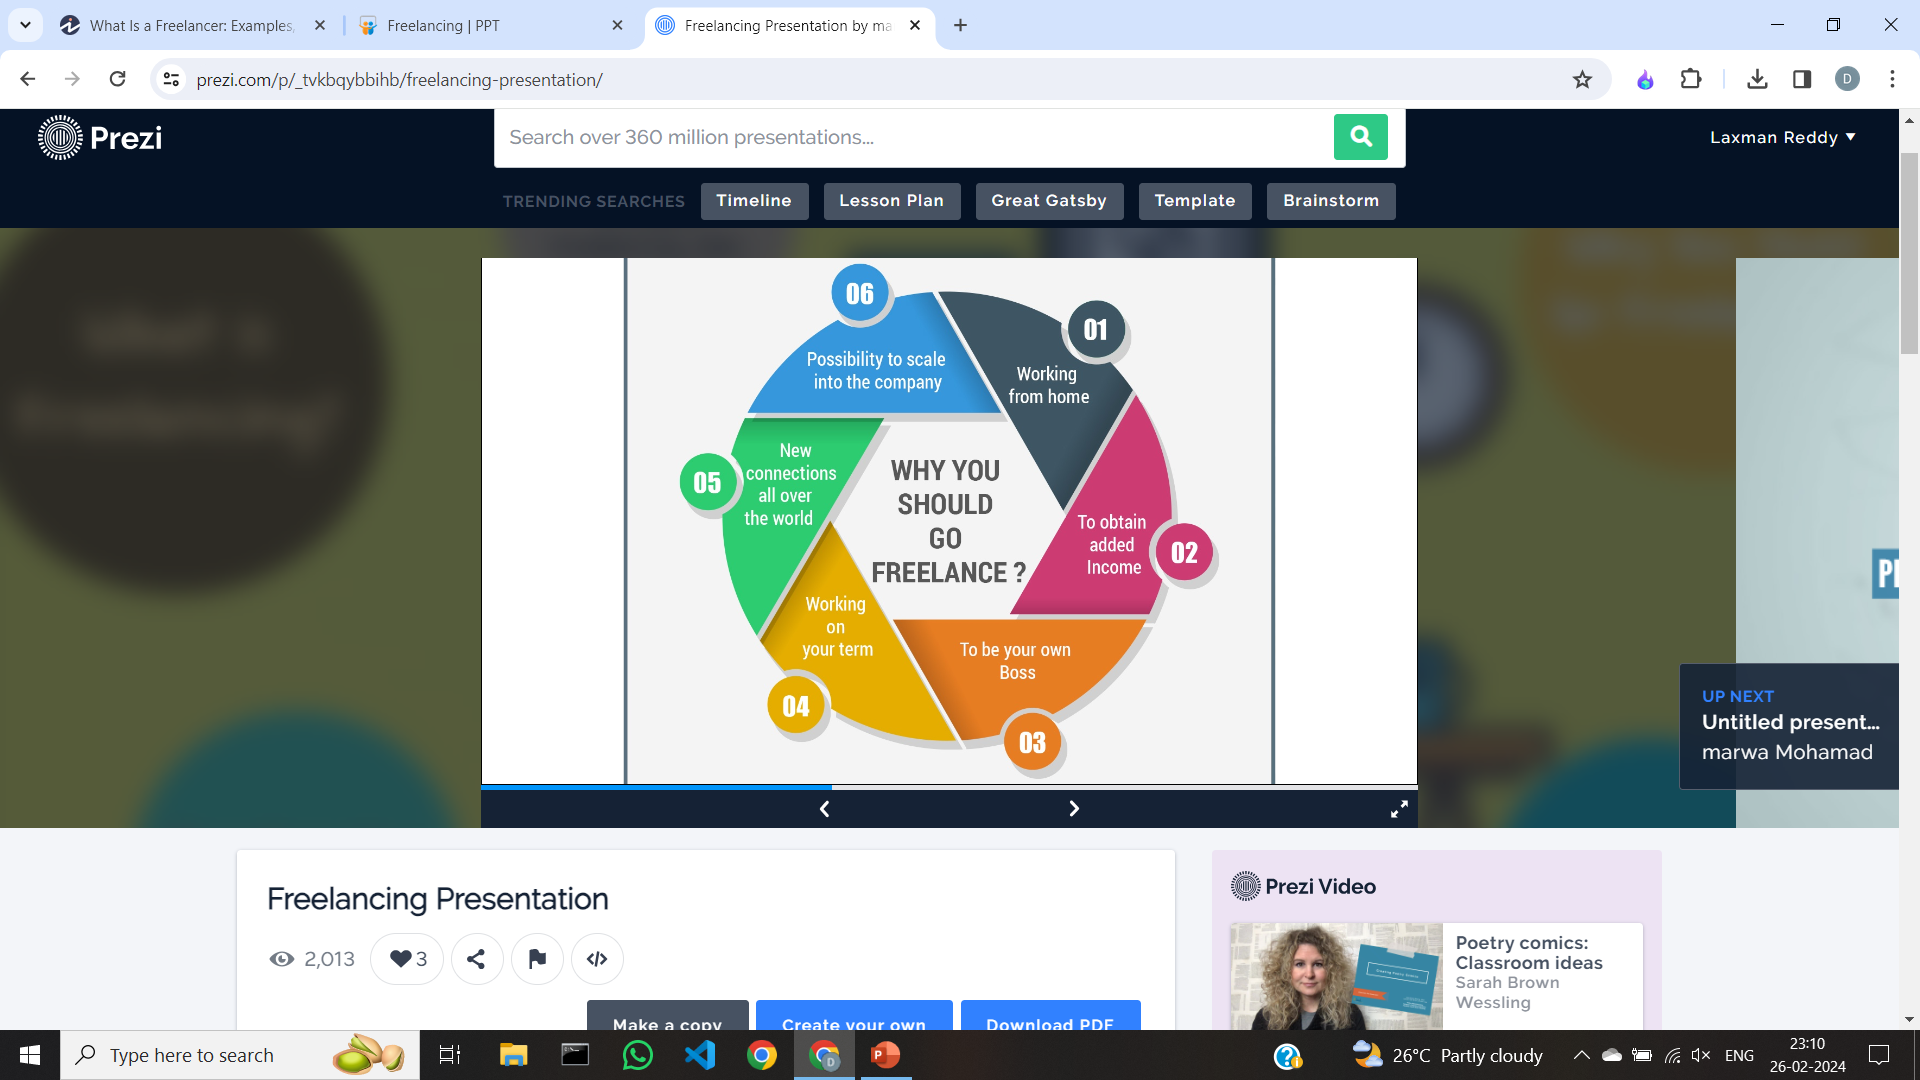 What Is a Freelancer: Examples,
Freelancing | PPT
Freelancing Presentation by ma
prezi.com/p/_tvkbqybbihb/freelancing-presentation/
D
Prezi
Search over 360 million presentations...
Laxman Reddy
TRENDING SEARCHES
Timeline
Lesson Plan
Great Gatsby
Template
Brainstorm
What is
Freelancing?
06
Possibility to scale
into the company
01
Working
from home
05
New
connections
all over
the world
WHY YOU
SHOULD
GO
FREELANCE ?
To obtain
added
Income
02
Working
on
your term
04
To be your own
Boss
03
UP NEXT
Untitled present...
marwa Mohamad
Freelancing Presentation
2,013
3
Make a copy
Create your own
Download PDF
Prezi Video
Poetry comics:
Classroom ideas
Sarah Brown
Wessling
Type here to search
26°C Partly cloudy
ENG
23:10
26-02-2024